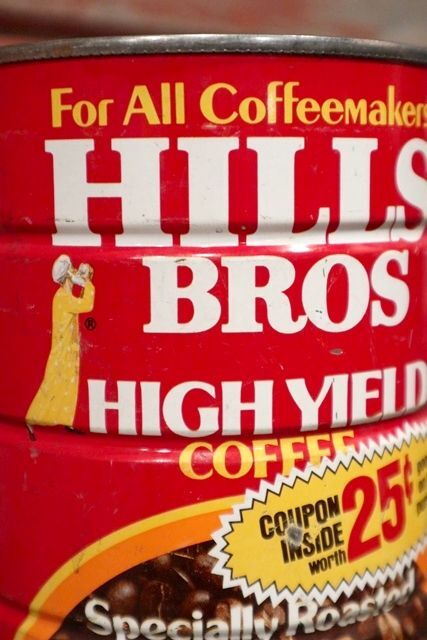 For All Coffeemakers
HILLS
BROS
®
HIGH YIELD
COFFEE
COUPON
INSIDE
worth
25¢
Specially Roasted